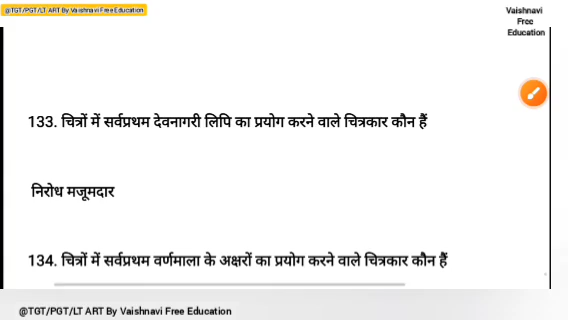 @TGT/PGT/LT ART By Vaishnavi Free Education
Vaishnavi
Free
Education
133. चित्रों में सर्वप्रथम देवनागरी लिपि का प्रयोग करने वाले चित्रकार कौन हैं
निरोध मजूमदार
134. चित्रों में सर्वप्रथम वर्णमाला के अक्षरों का प्रयोग करने वाले चित्रकार कौन हैं
@TGT/PGT/LT ART By Vaishnavi Free Education